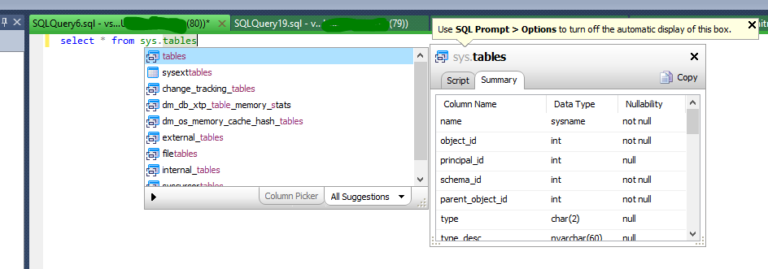 SQLQuery6.sql - vs...(80))*
SQLQuery19.sql - v...(79))
select * from sys.tables
tables
sysexttables
change_tracking_tables
dm_db_xtp_table_memory_stats
dm_os_memory_cache_hash_tables
external_tables
filetables
internal_tables
Column Picker All Suggestions
Use SQL Prompt > Options to turn off the automatic display of this box.
sys.tables
Script Summary Copy
Column Name Data Type Nullability
name sysname not null
object_id int not null
principal_id int null
schema_id int not null
parent_object_id int not null
type char(2) null
type_desc nvarchar(60) null